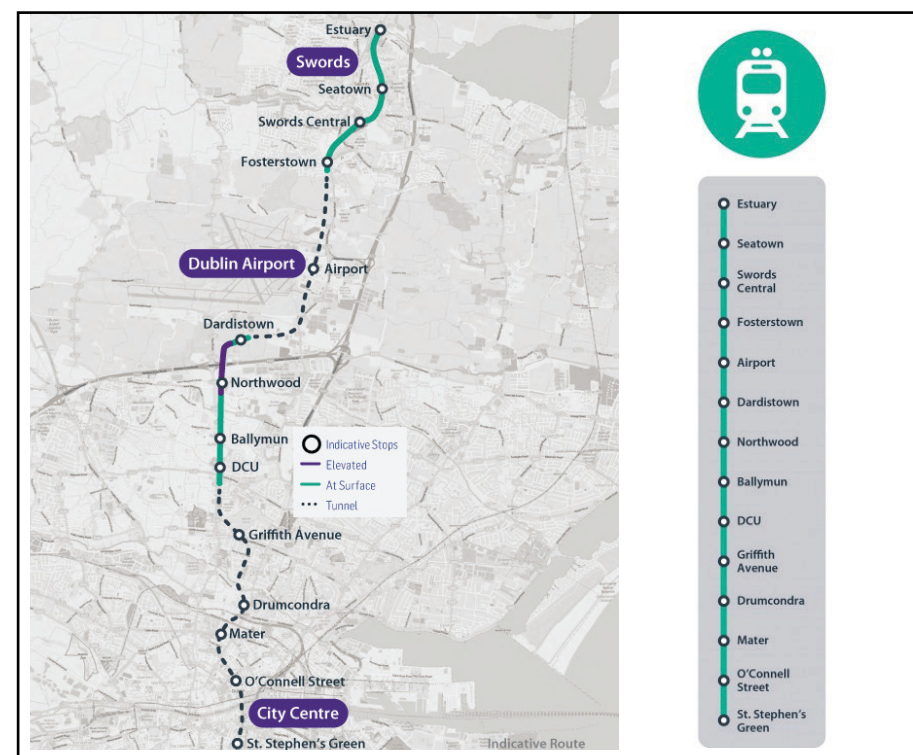 Estuary
Swords
Seatown
Swords Central
Fosterstown
Dublin Airport
Airport
Dardistown
Northwood
Ballymun
DCU
Indicative Stops
Elevated
At Surface
Tunnel
Griffith Avenue
Drumcondra
Mater
O'Connell Street
City Centre
St. Stephen's Green
Indicative Route
Estuary
Seatown
Swords
Central
Fosterstown
Airport
Dardistown
Northwood
Ballymun
DCU
Griffith
Avenue
Drumcondra
Mater
O'Connell
Street
St. Stephen's
Green